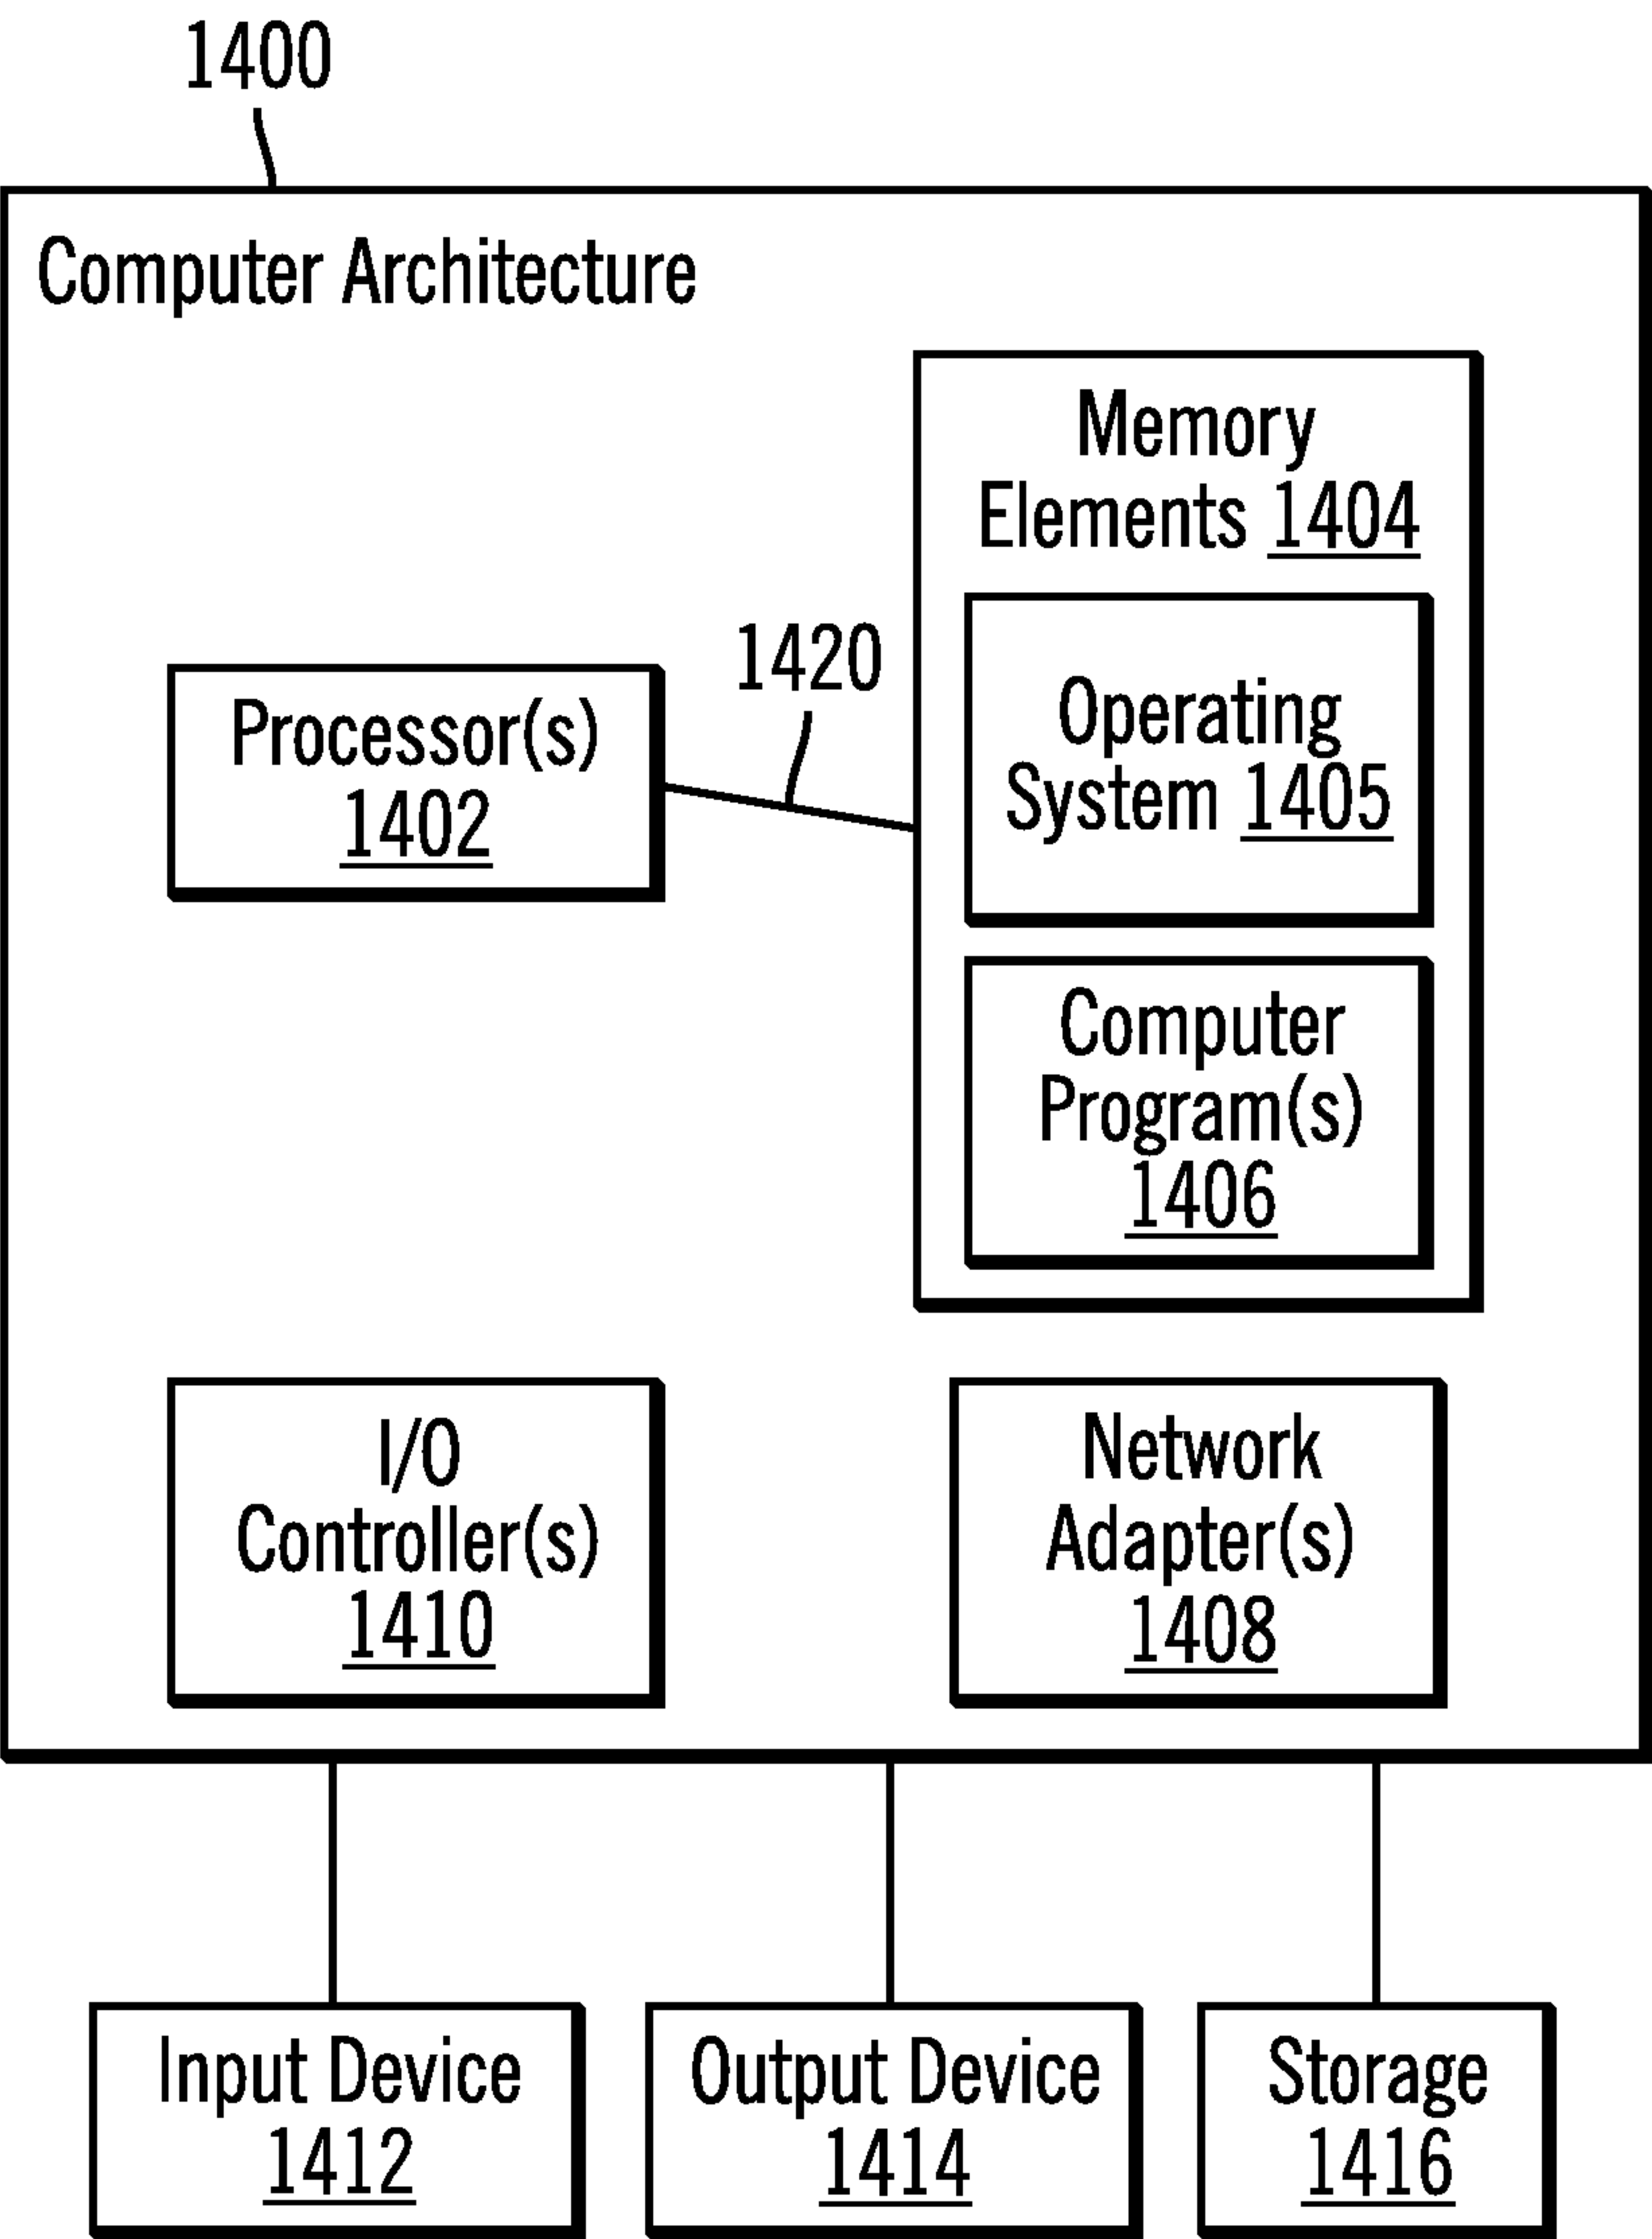 1400
Computer Architecture
Memory
Elements 1404
1420
Operating
System 1405
Processor(s)
1402
Computer
Program(s)
1406
I/O
Controller(s)
1410
Network
Adapter(s)
1408
Input Device
1412
Output Device
1414
Storage
1416